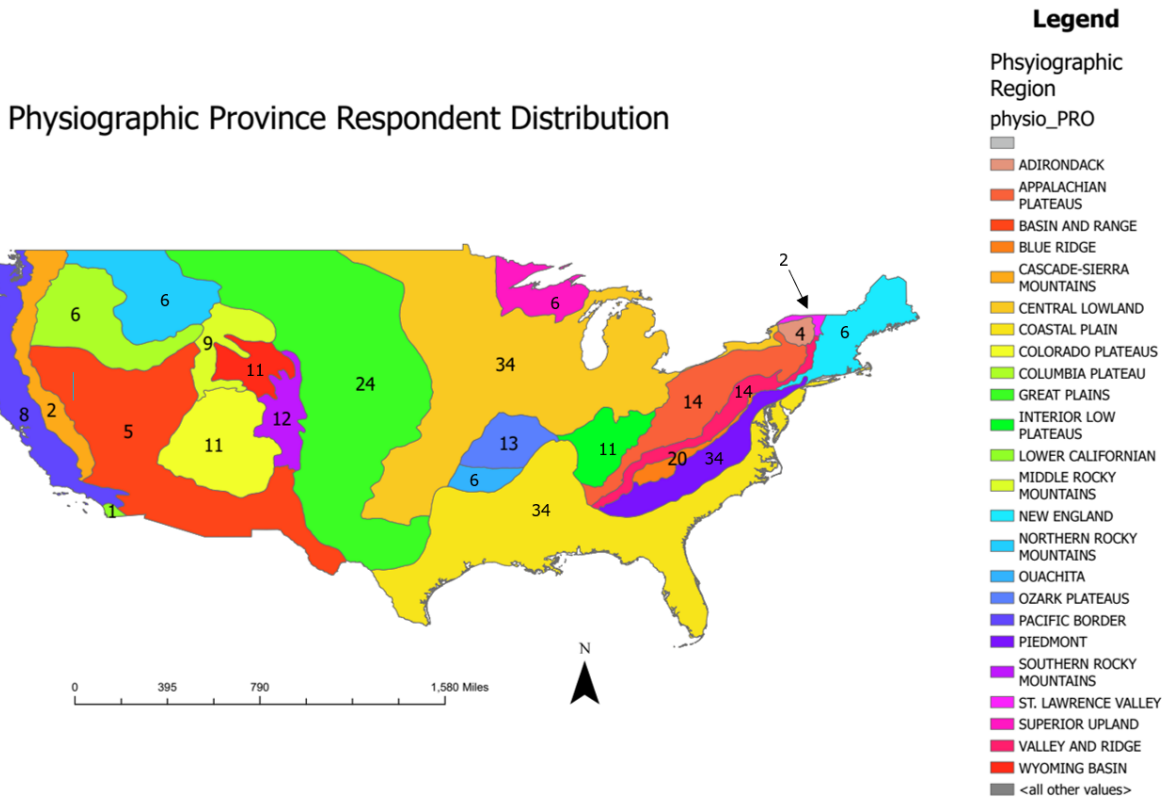 Legend
Phsyiographic
Region
physio_PRO
Physiographic Province Respondent Distribution
ADIRONDACK
APPALACHIAN
PLATEAUS
BASIN AND RANGE
BLUE RIDGE
CASCADE-SIERRA
MOUNTAINS
CENTRAL LOWLAND
COASTAL PLAIN
COLORADO PLATEAUS
COLUMBIA PLATEAU
GREAT PLAINS
INTERIOR LOW
PLATEAUS
LOWER CALIFORNIAN
MIDDLE ROCKY
MOUNTAINS
NEW ENGLAND
NORTHERN ROCKY
MOUNTAINS
OUACHITA
OZARK PLATEAUS
PACIFIC BORDER
PIEDMONT
SOUTHERN ROCKY
MOUNTAINS
ST. LAWRENCE VALLEY
SUPERIOR UPLAND
VALLEY AND RIDGE
WYOMING BASIN
<all other values>
2
6
6
6
4
6
9
34
11
24
14
14
8
2
5
12
11
13
11
20
34
6
1
34
N
0 395 790 1,580 Miles